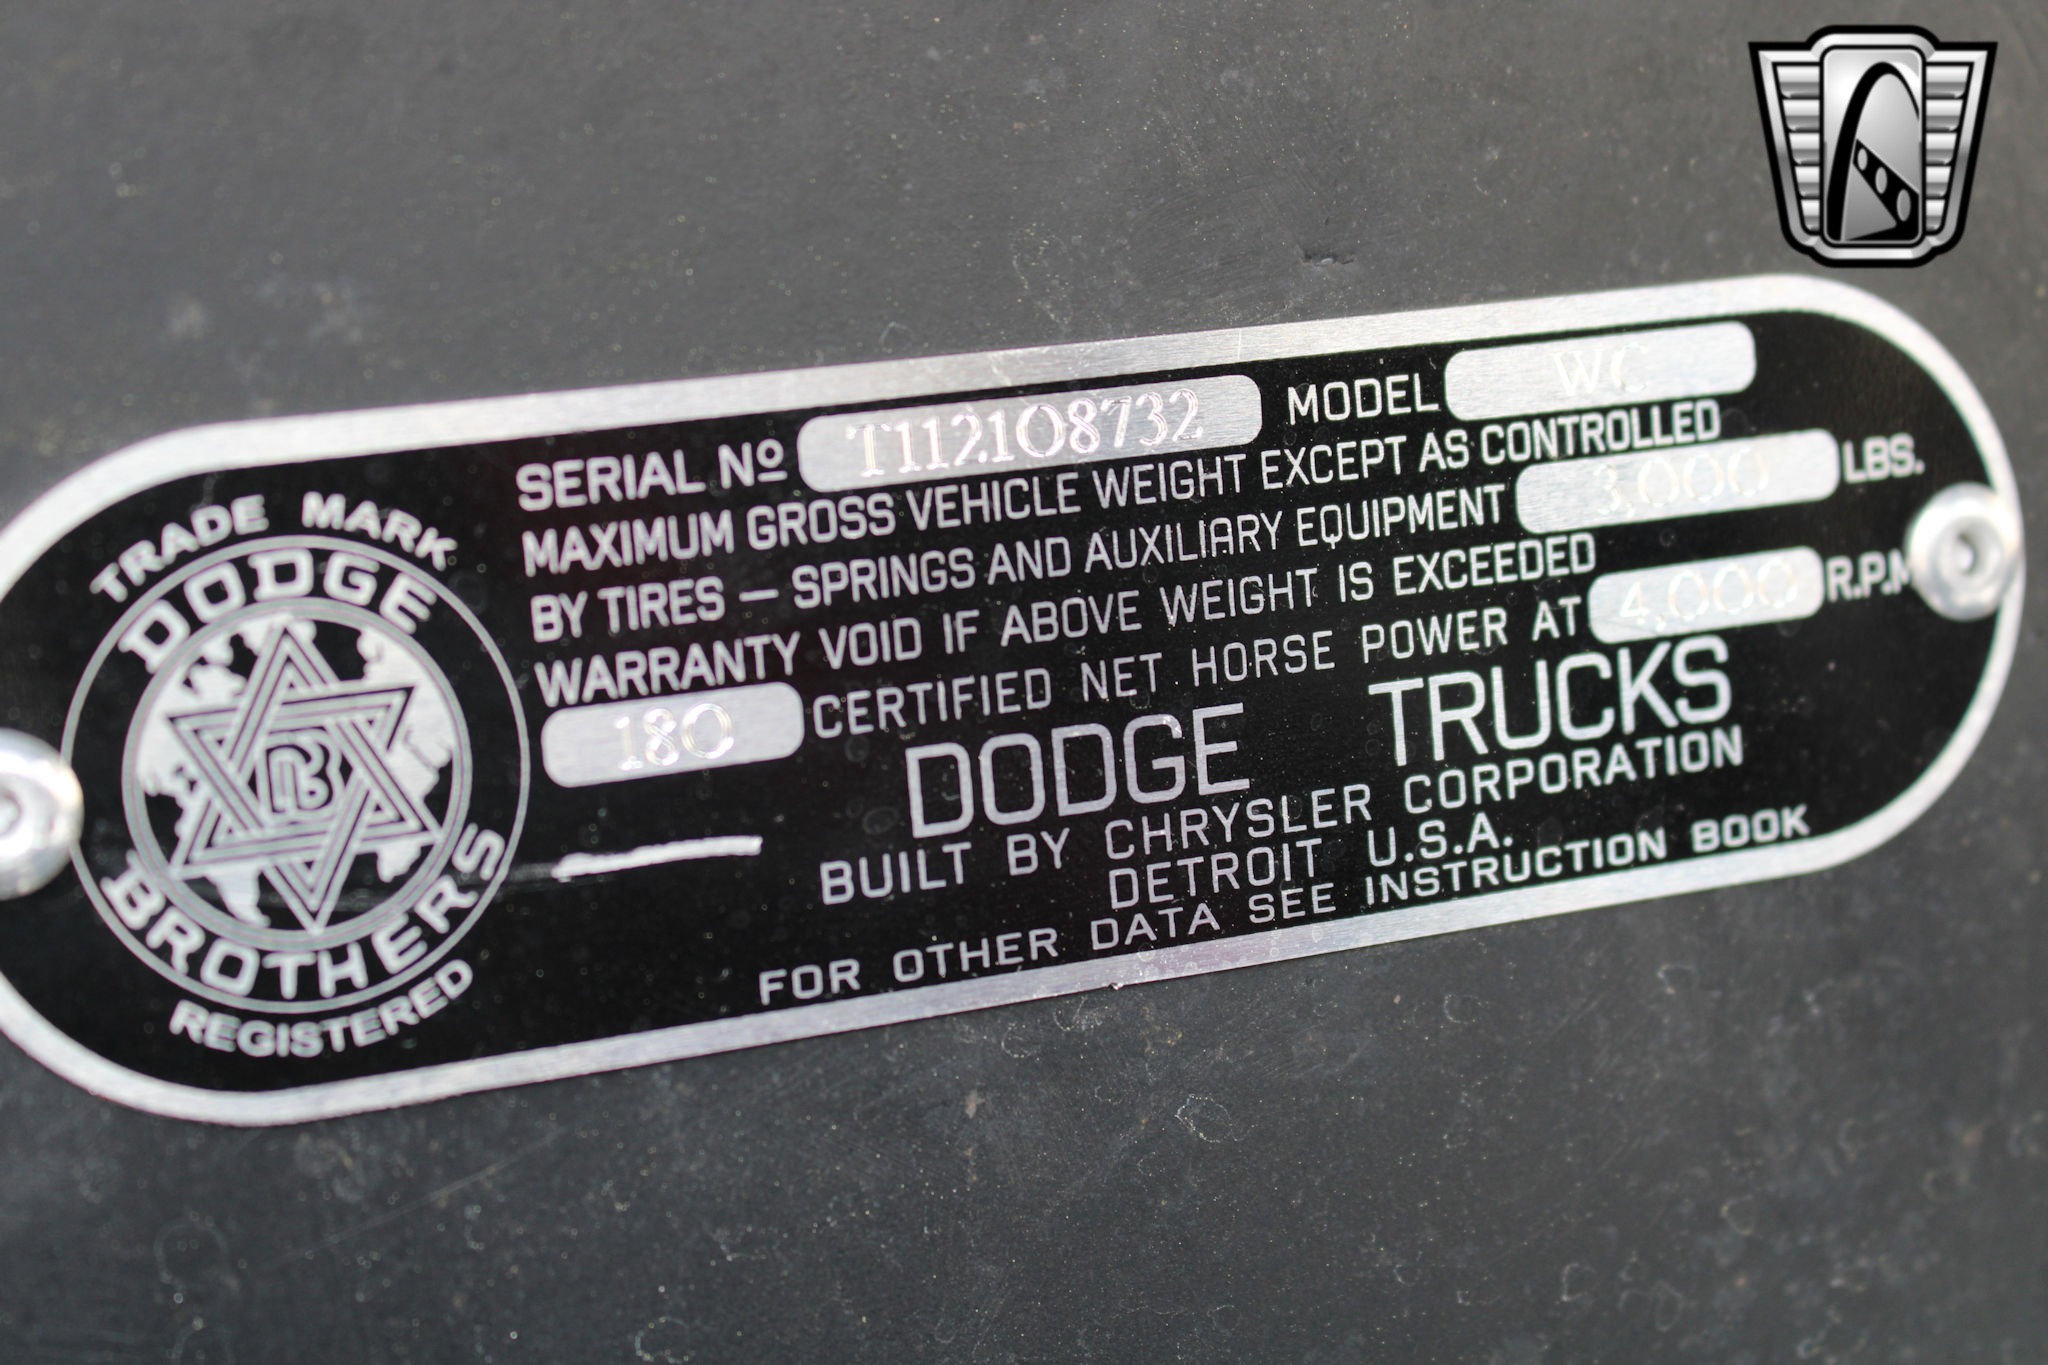 TRADE MARK
DODGE
DB
BROTHERS
REGISTERED
SERIAL Nº T112108732 MODEL WC
MAXIMUM GROSS VEHICLE WEIGHT EXCEPT AS CONTROLLED
BY TIRES — SPRINGS AND AUXILIARY EQUIPMENT 3,000 LBS.
WARRANTY VOID IF ABOVE WEIGHT IS EXCEEDED
180 CERTIFIED NET HORSE POWER AT 4,000 R.P.M
DODGE TRUCKS
BUILT BY CHRYSLER CORPORATION
DETROIT U.S.A.
FOR OTHER DATA SEE INSTRUCTION BOOK